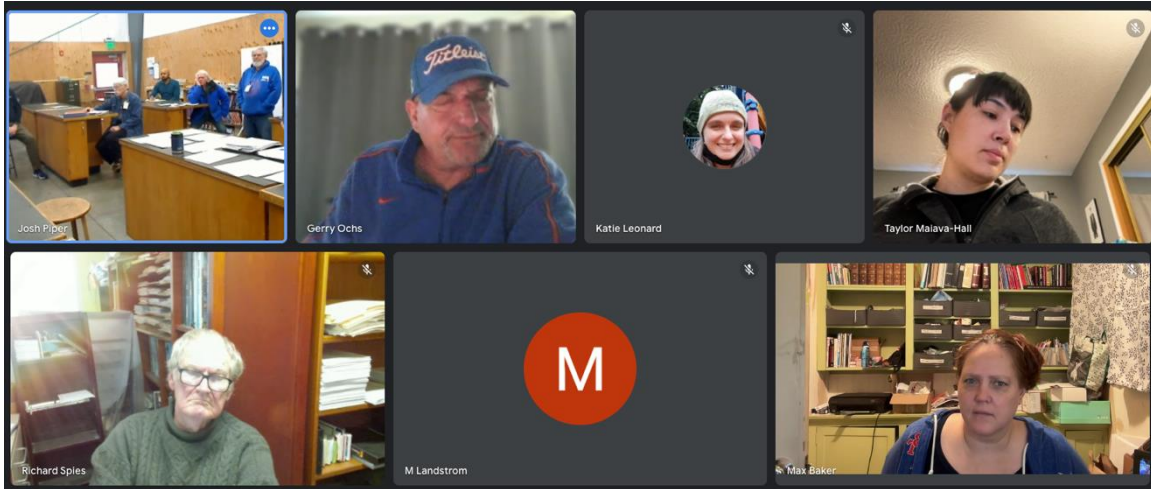 Titleist
Josh Piper
Gerry Ochs
Katie Leonard
Taylor Maiava-Hall
Richard Spies
M
M Landstrom
Max Baker